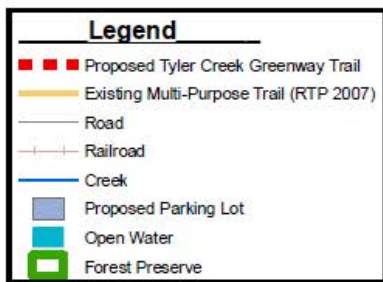 Legend
Proposed Tyler Creek Greenway Trail
Existing Multi-Purpose Trail (RTP 2007)
Road
Railroad
Creek
Proposed Parking Lot
Open Water
Forest Preserve